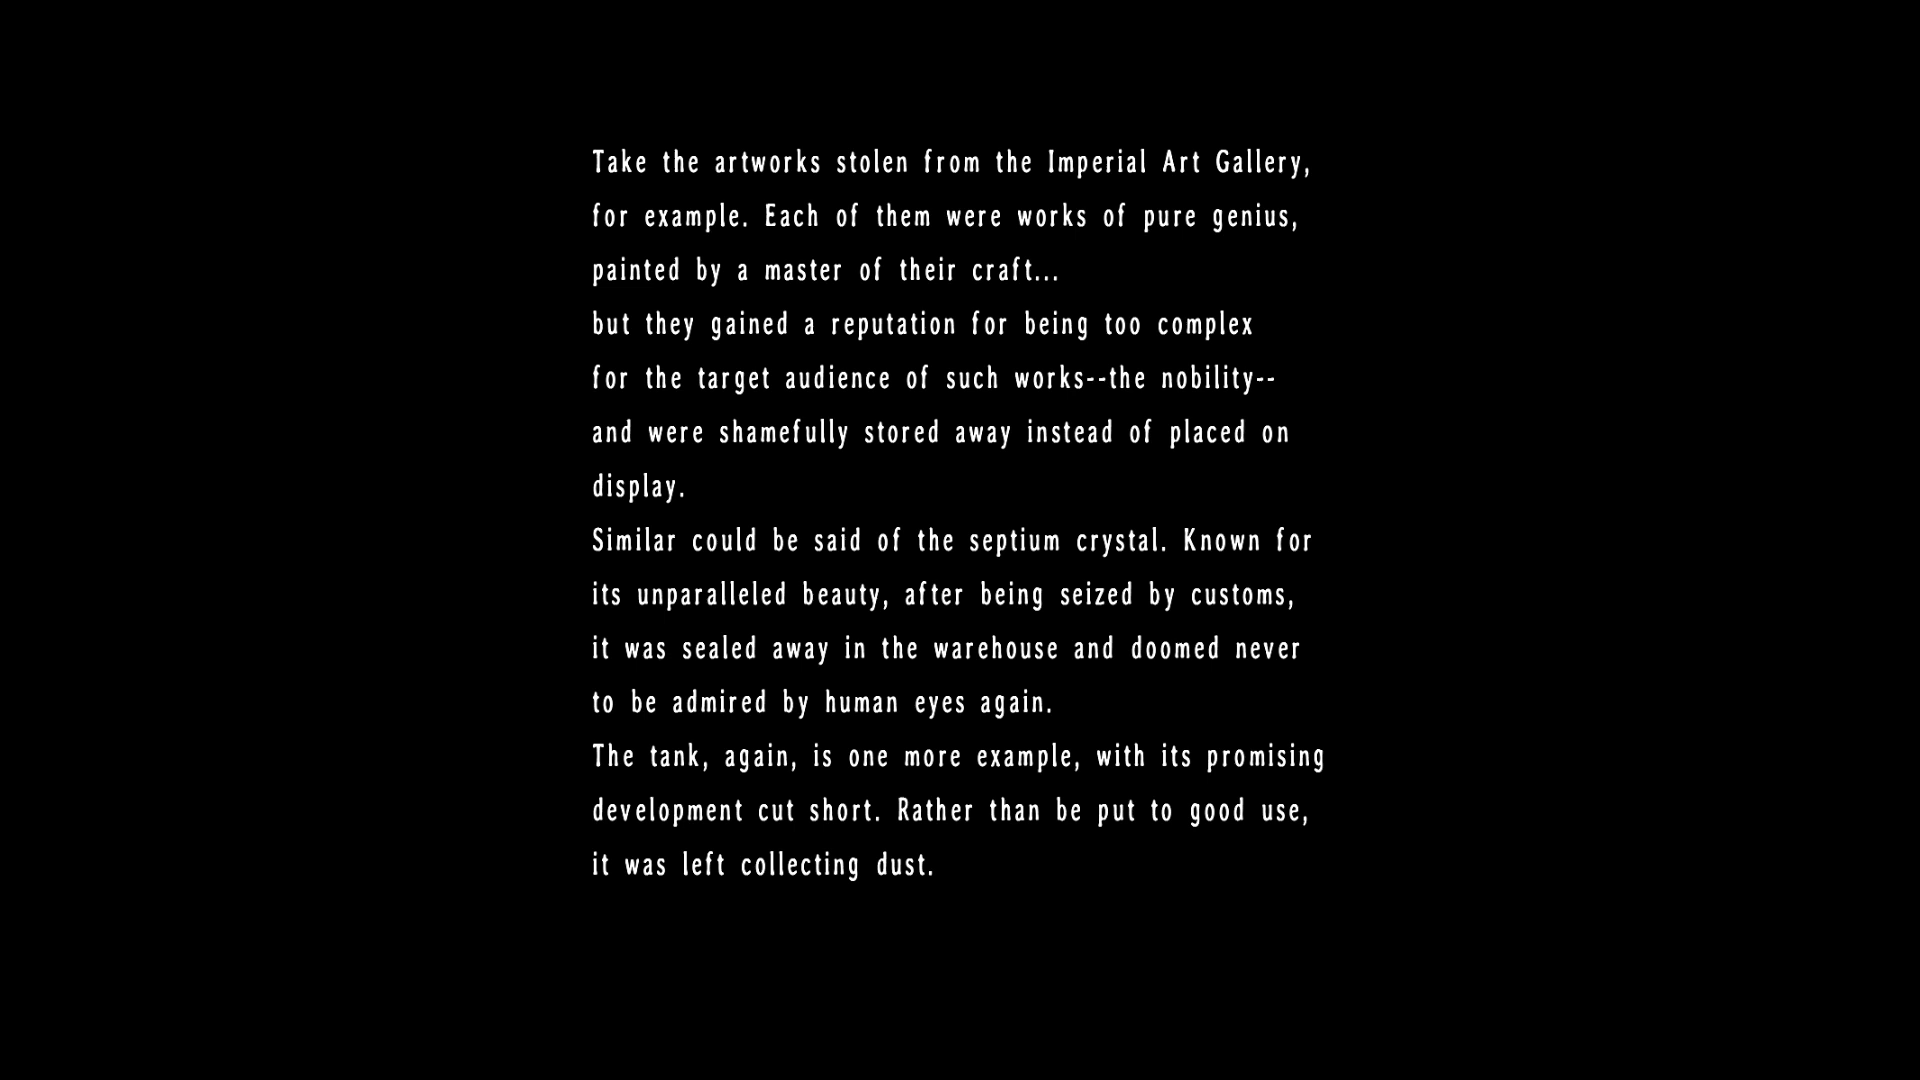 Take the artworks stolen from the Imperial Art Gallery,
for example. Each of them were works of pure genius,
painted by a master of their craft...
but they gained a reputation for being too complex
for the target audience of such works--the nobility--
and were shamefully stored away instead of placed on
display.
Similar could be said of the septium crystal. Known for
its unparalleled beauty, after being seized by customs,
it was sealed away in the warehouse and doomed never
to be admired by human eyes again.
The tank, again, is one more example, with its promising
development cut short. Rather than be put to good use,
it was left collecting dust.